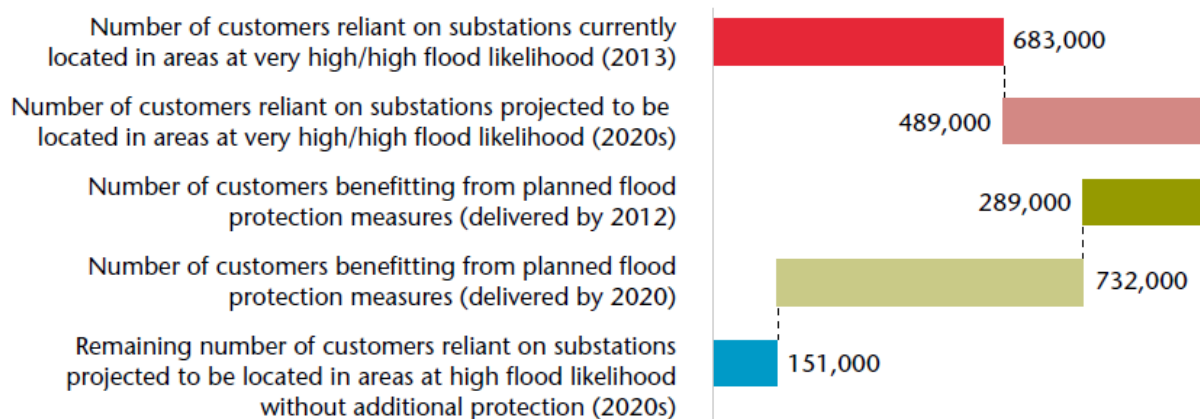 Number of customers reliant on substations currently
located in areas at very high/high flood likelihood (2013)
683,000
Number of customers reliant on substations projected to be
located in areas at very high/high flood likelihood (2020s)
489,000
Number of customers benefitting from planned flood
protection measures (delivered by 2012)
289,000
Number of customers benefitting from planned flood
protection measures (delivered by 2020)
732,000
Remaining number of customers reliant on substations
projected to be located in areas at high flood likelihood
without additional protection (2020s)
151,000